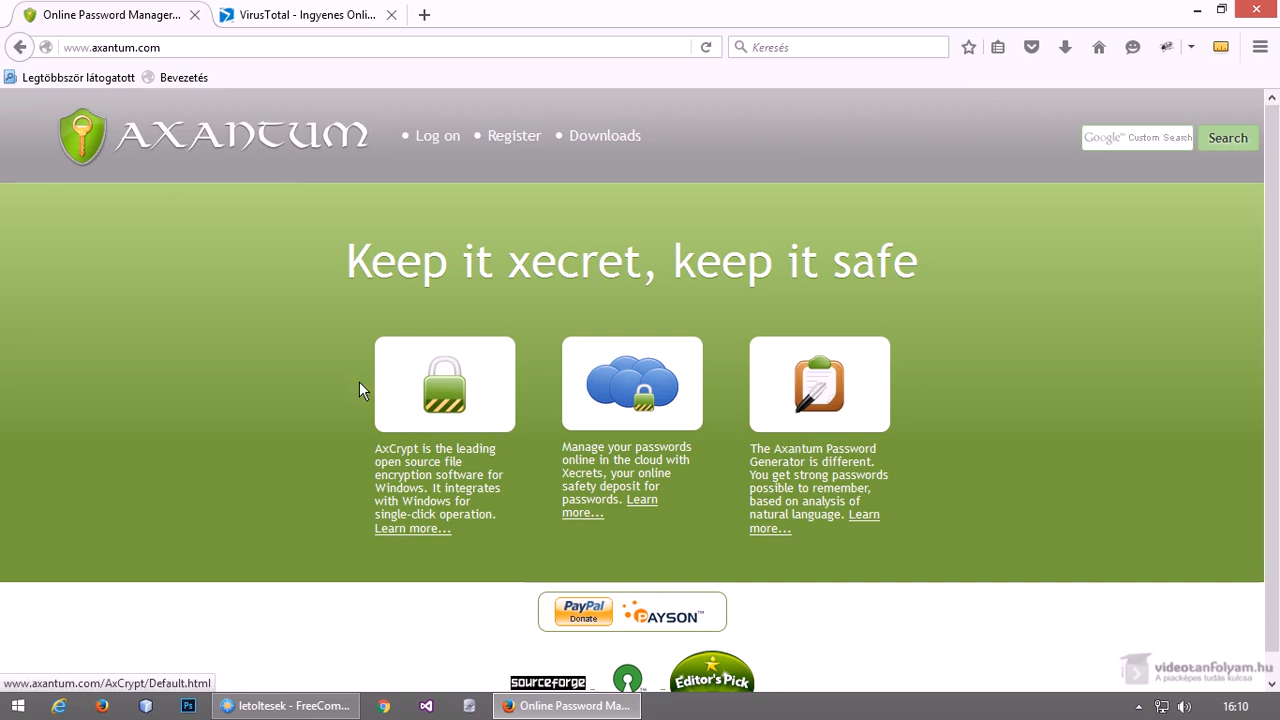 Online Password Manager...
VirusTotal - Ingyenes Onli...
www.axantum.com
Keresés
Legtöbbször látogatott
Bevezetés
AXANTUM
• Log on • Register • Downloads
Google™ Custom Search
Search
Keep it xecret, keep it safe
AxCrypt is the leading
open source file
encryption software for
Windows. It integrates
with Windows for
single-click operation.
Learn more...
Manage your passwords
online in the cloud with
Xecrets, your online
safety deposit for
passwords. Learn
more...
The Axantum Password
Generator is different.
You get strong passwords
possible to remember,
based on analysis of
natural language. Learn
more...
PayPal
Donate
PAYSON™
sourceforge
Editor's Pick
videotanfolyam.hu
A piacképes tudás kulcsa
www.axantum.com/AxCrypt/Default.html
letoltesek - FreeCom...
Online Password Ma...
16:10